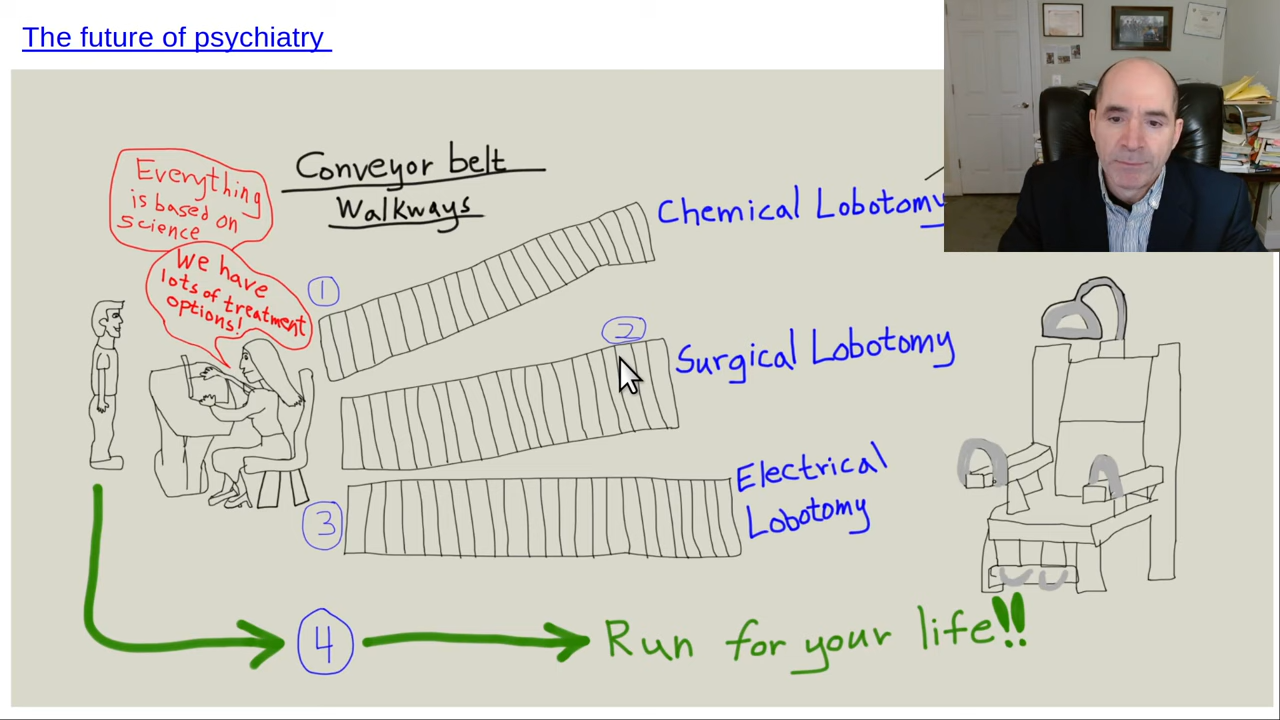 The future of psychiatry
Everything
is based on
Science
We have
lots of treatment
options!
Conveyor belt
Walkways
1
Chemical Lobotomy
2
Surgical Lobotomy
3
Electrical
Lobotomy
4
Run for your life!!